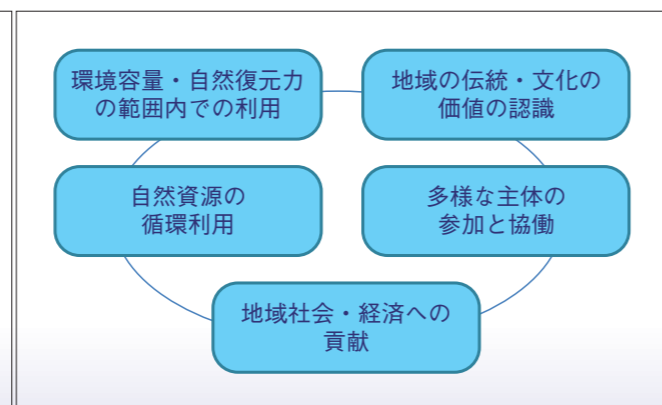 環境容量・自然復元力
の範囲内での利用
地域の伝統・文化の
価値の認識
自然資源の
循環利用
多様な主体の
参加と協働
地域社会・経済への
貢献